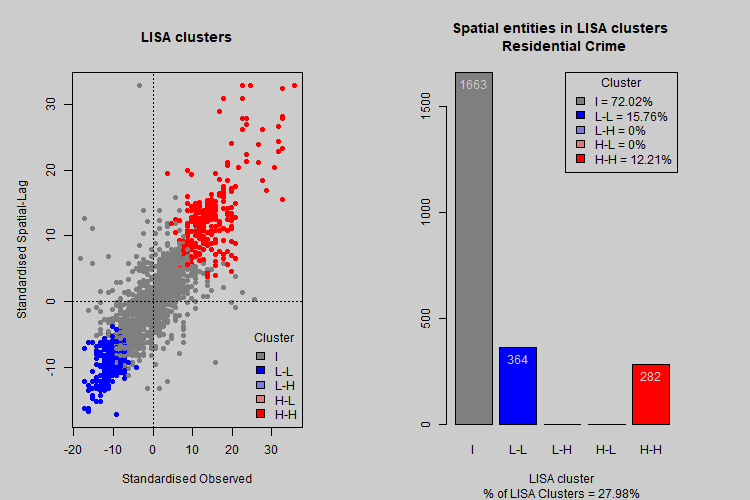 LISA clusters
30
20
10
0
-10
Standardised Spatial-Lag
-20
-10
0
10
20
30
Standardised Observed
Cluster
I
L-L
L-H
H-L
H-H
Spatial entities in LISA clusters
Residential Crime
1500
1000
500
0
1663
364
282
Cluster
I = 72.02%
L-L = 15.76%
L-H = 0%
H-L = 0%
H-H = 12.21%
I
L-L
L-H
H-L
H-H
LISA cluster
% of LISA Clusters = 27.98%